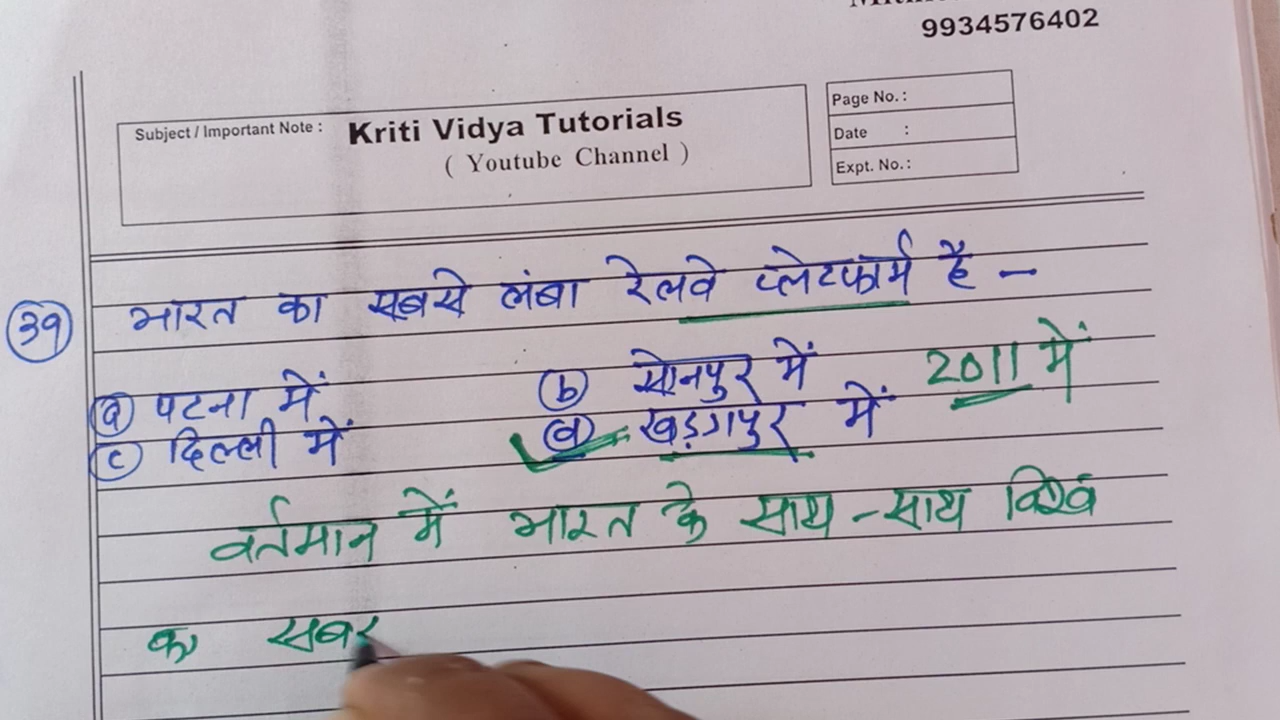 9934576402
Subject / Important Note : Kriti Vidya Tutorials
( Youtube Channel )
Page No. :
Date :
Expt. No. :
39 भारत का सबसे लंबा रेलवे प्लेटफार्म है —
(a) पटना में (b) सोनपुर में 2011 में
(c) दिल्ली में (d) खड़गपुर में
वर्तमान में भारत के साथ-साथ विश्व
का